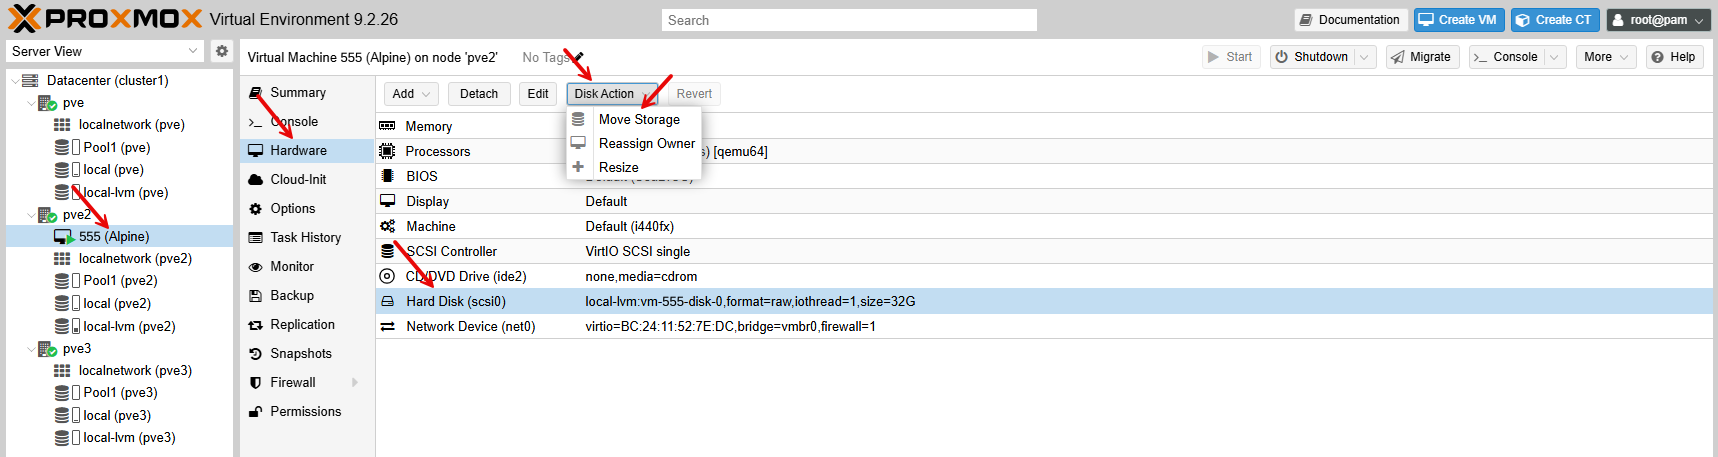 PROXMOX Virtual Environment 9.2.26
Search
Documentation
Create VM
Create CT
root@pam
Server View
Virtual Machine 555 (Alpine) on node 'pve2'
No Tags
Start
Shutdown
Migrate
Console
More
Help
Datacenter (cluster1)
pve
localnetwork (pve)
Pool1 (pve)
local (pve)
local-lvm (pve)
pve2
555 (Alpine)
localnetwork (pve2)
Pool1 (pve2)
local (pve2)
local-lvm (pve2)
pve3
localnetwork (pve3)
Pool1 (pve3)
local (pve3)
local-lvm (pve3)
Summary
Console
Hardware
Cloud-Init
Options
Task History
Monitor
Backup
Replication
Snapshots
Firewall
Permissions
Add
Detach
Edit
Disk Action
Revert
Move Storage
Reassign Owner
Resize
Memory
Processors
) [qemu64]
BIOS
Display
Default
Machine
Default (i440fx)
SCSI Controller
VirtIO SCSI single
CD/DVD Drive (ide2)
none,media=cdrom
Hard Disk (scsi0)
local-lvm:vm-555-disk-0,format=raw,iothread=1,size=32G
Network Device (net0)
virtio=BC:24:11:52:7E:DC,bridge=vmbr0,firewall=1